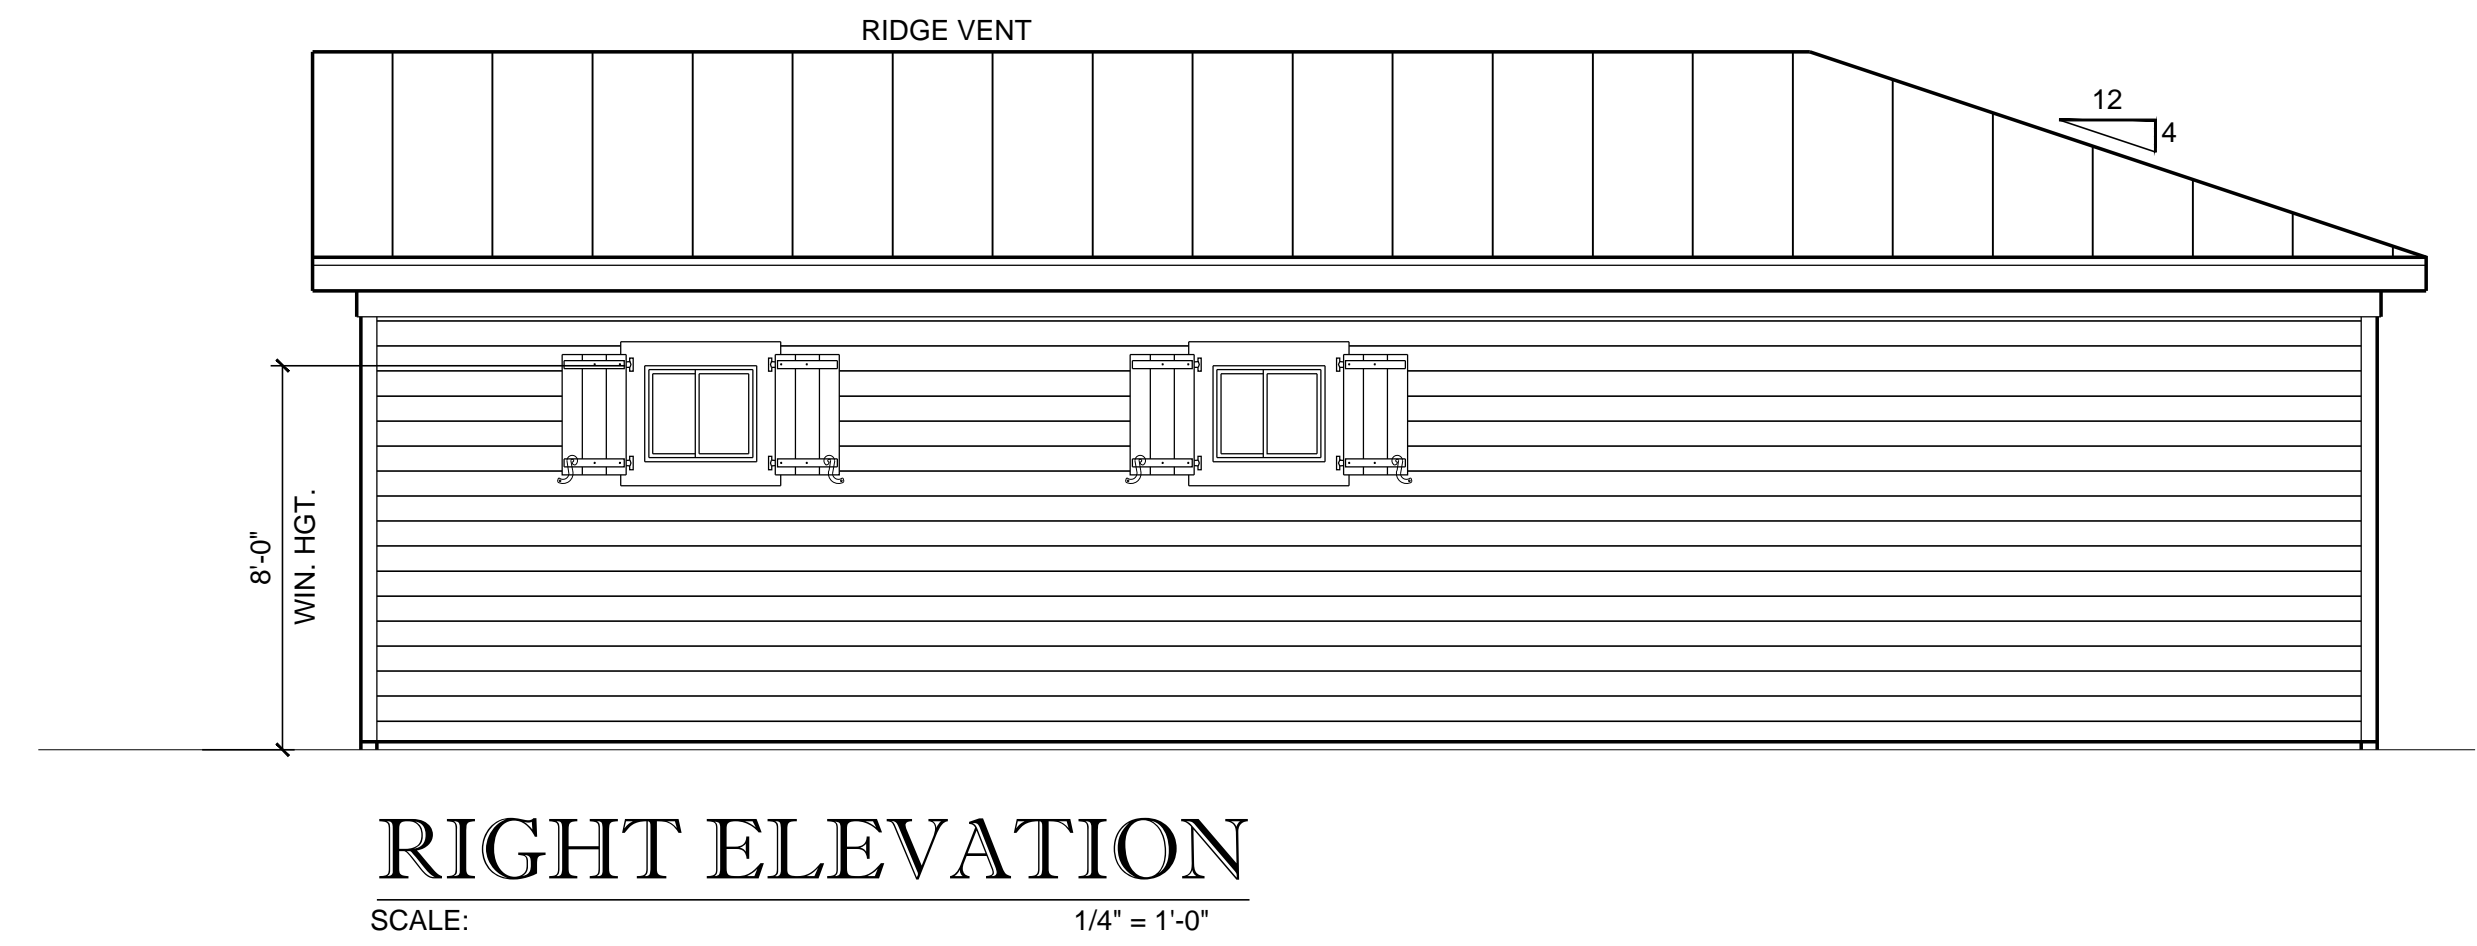 RIDGE VENT
12
4
8'-0"
WIN. HGT.
RIGHT ELEVATION
SCALE: 1/4" = 1'-0"